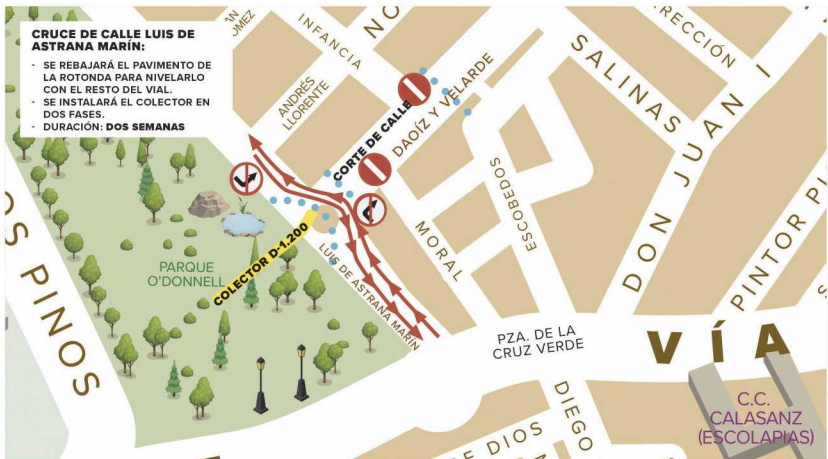 CRUCE DE CALLE LUIS DE
ASTRANA MARÍN:
- SE REBAJARÁ EL PAVIMENTO DE
LA ROTONDA PARA NIVELARLO
CON EL RESTO DEL VIAL.
- SE INSTALARÁ EL COLECTOR EN
DOS FASES.
- DURACIÓN: DOS SEMANAS
INFANCIA
NO
ANDRÉS
LLORENTE
CORTE DE CALLE
DAOÍZ Y VELARDE
SALINAS
DON JUAN I
ESCOBEDOS
MORAL
PINTOR
OS PINOS
PARQUE
O'DONNELL
COLECTOR D-1.200
LUIS DE ASTRANA MARÍN
PZA. DE LA
CRUZ VERDE
VÍA
C.C.
CALASANZ
(ESCOLAPIAS)
DIEGO
DE DIOS